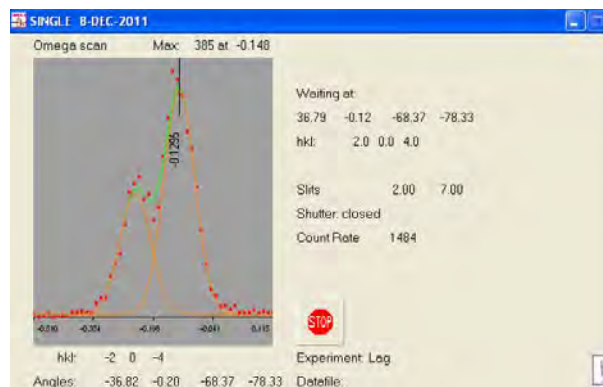 SINGLE 8-DEC-2011
Omega scan Max: 385 at -0.148
-0.1295
Waiting at:
36.79 -0.12 -68.37 -78.33
hkl: 2.0 0.0 4.0
Slits 2.00 7.00
Shutter: closed
Count Rate 1484
STOP
hkl: -2 0 -4
Experiment: Lag
Angles: -36.82 -0.20 -68.37 -78.33
Datafile: